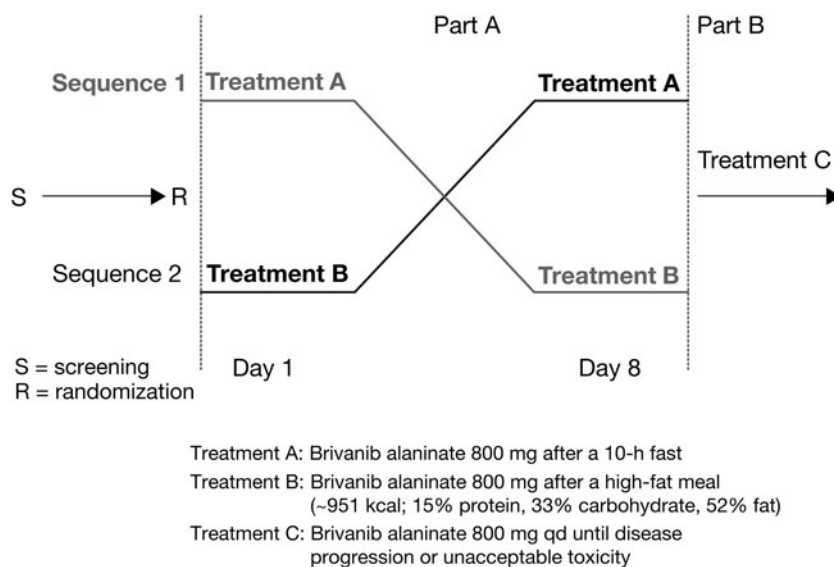 Part A
Part B
Sequence 1
Treatment A
Treatment A
Treatment C
S
R
Sequence 2
Treatment B
Treatment B
S = screening
R = randomization
Day 1
Day 8
Treatment A: Brivanib alaninate 800 mg after a 10-h fast
Treatment B: Brivanib alaninate 800 mg after a high-fat meal
(~951 kcal; 15% protein, 33% carbohydrate, 52% fat)
Treatment C: Brivanib alaninate 800 mg qd until disease
progression or unacceptable toxicity